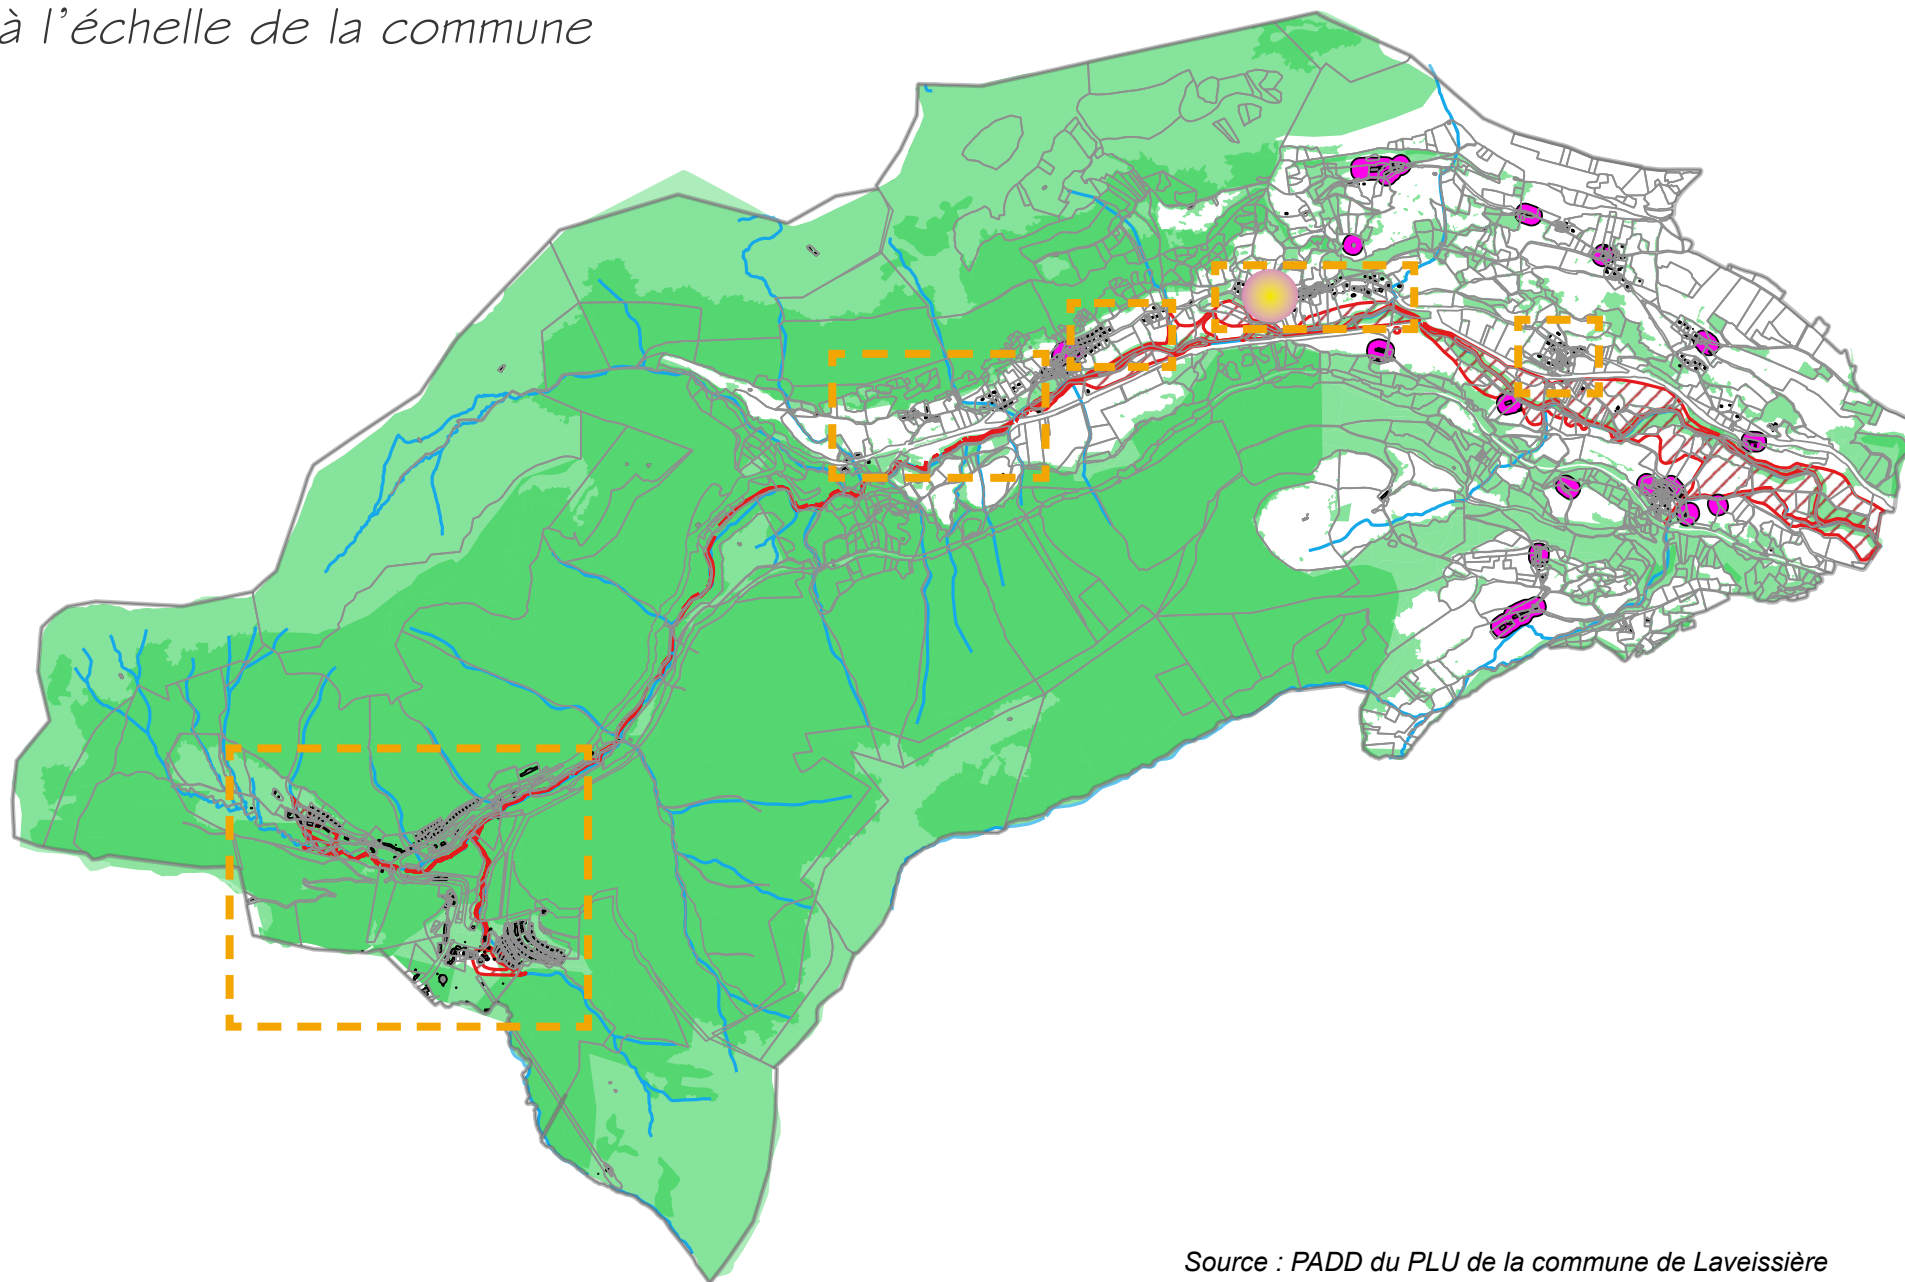 à l'échelle de la commune
Source : PADD du PLU de la commune de Laveissière